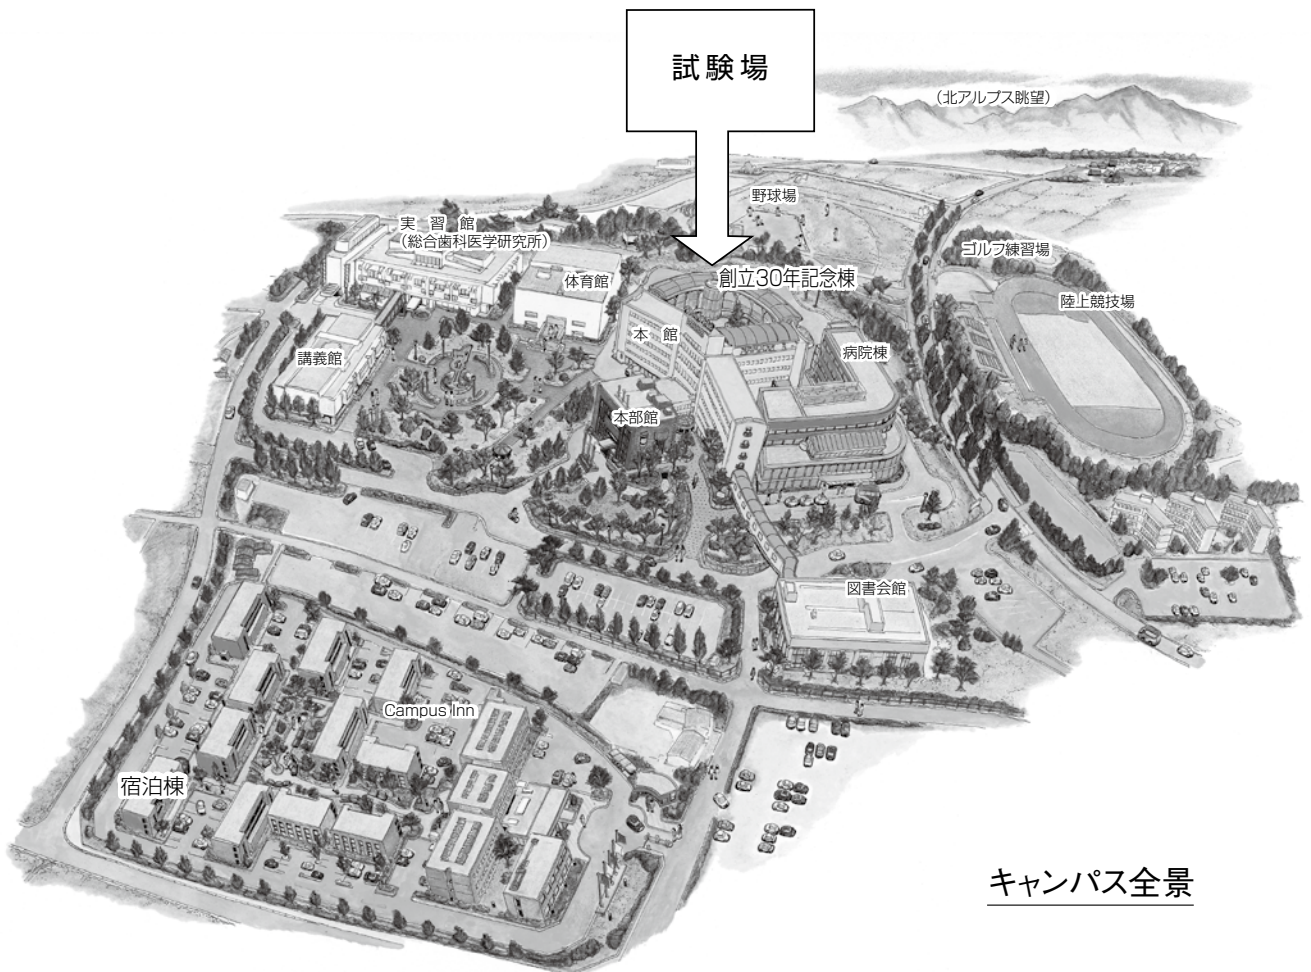 試験場
（北アルプス眺望）
野球場
実習館
（総合歯科医学研究所）
ゴルフ練習場
体育館
創立30年記念棟
陸上競技場
本館
講義館
病院棟
本部館
図書会館
Campus Inn
宿泊棟
キャンパス全景